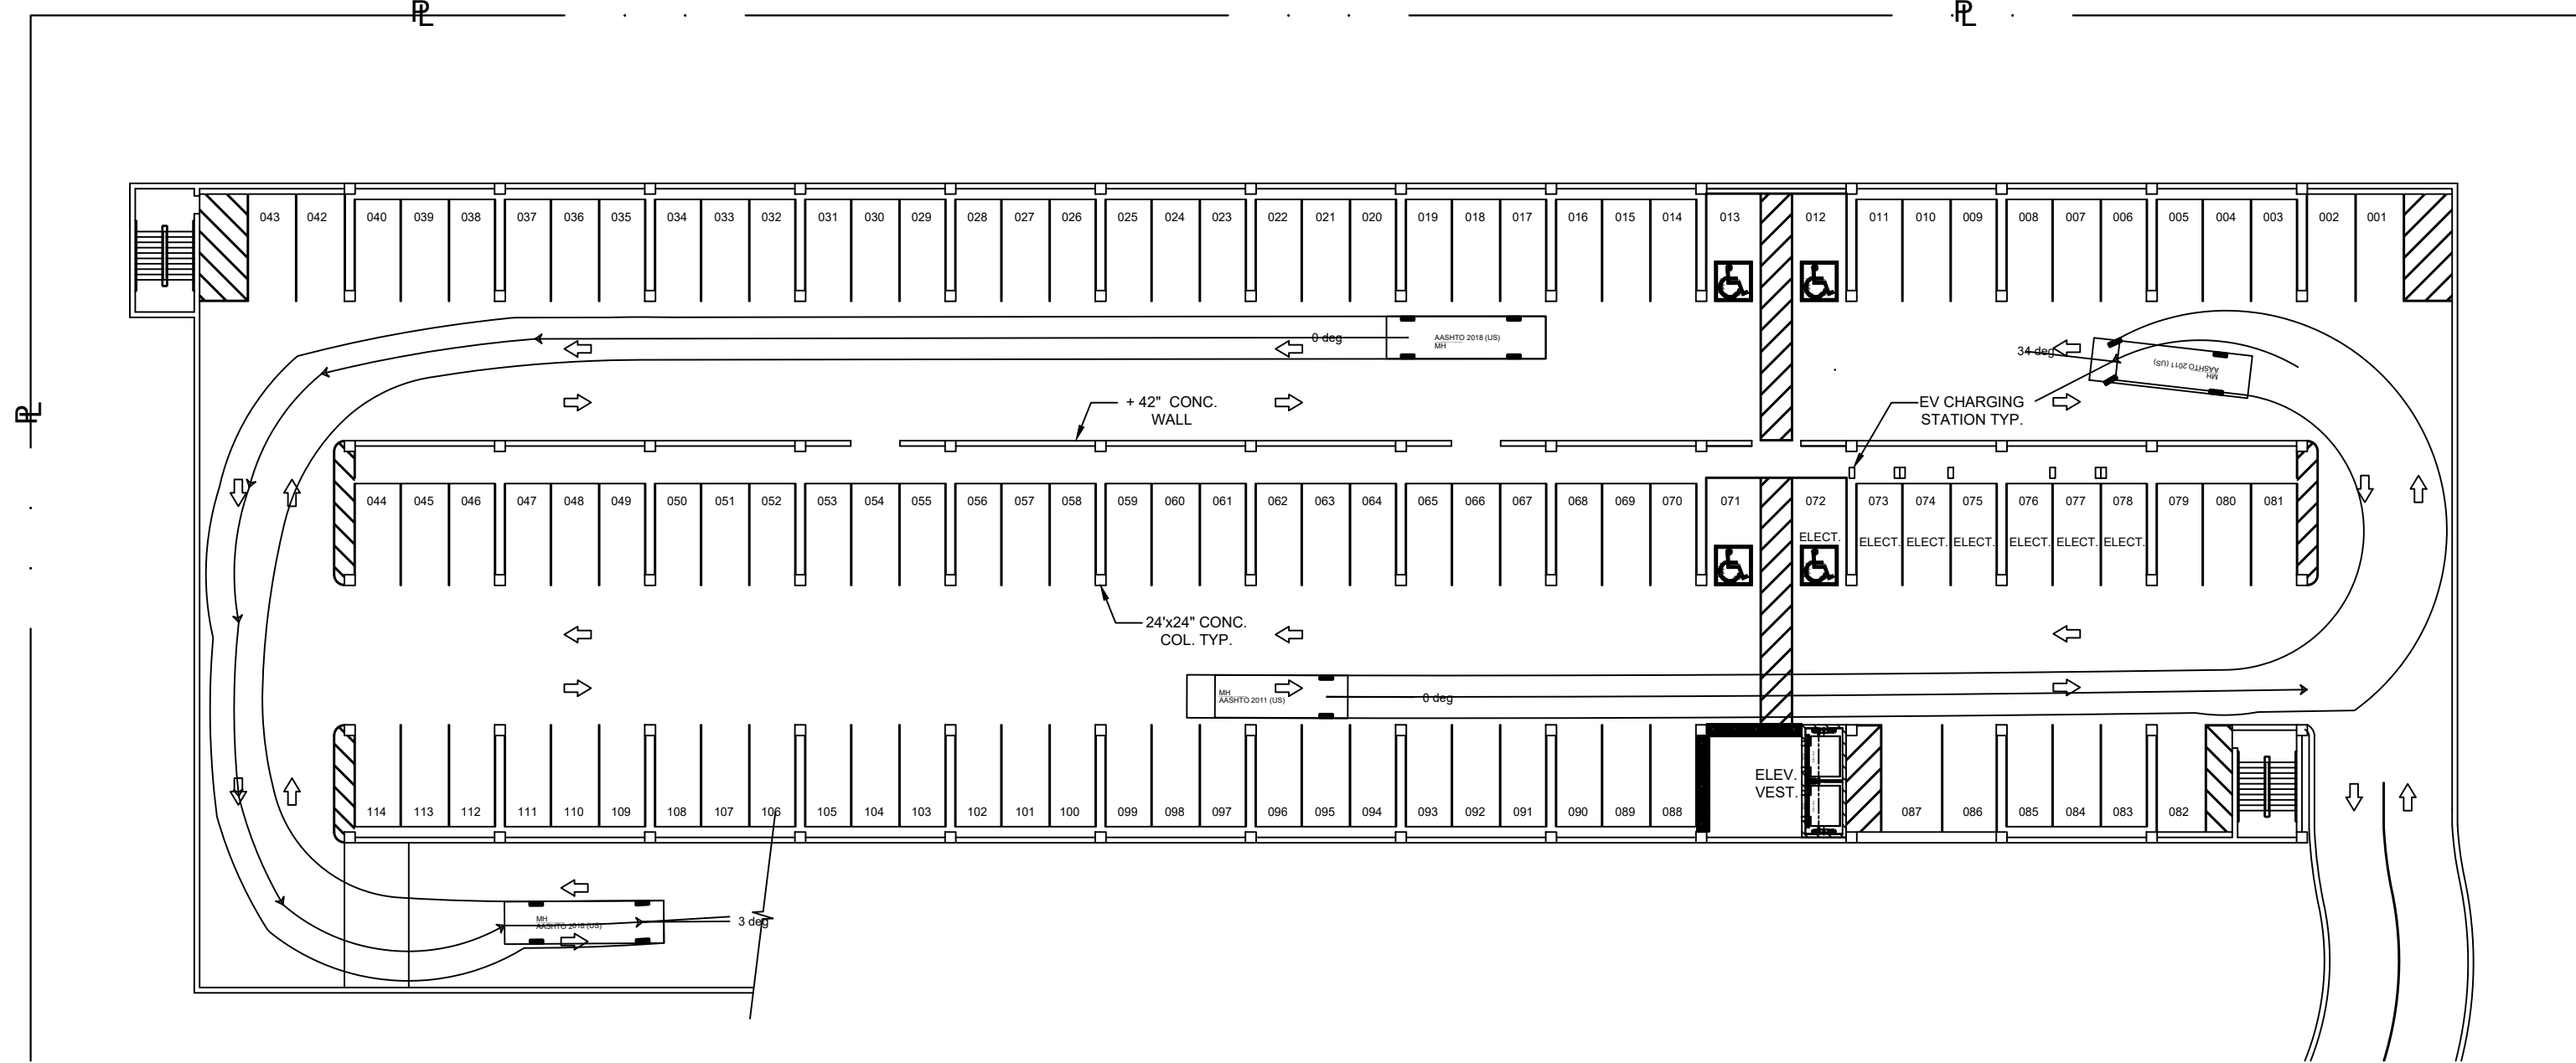 PL
PL
PL
043 042 040 039 038 037 036 035 034 033 032 031 030 029 028 027 026 025 024 023 022 021 020 019 018 017 016 015 014 013 012 011 010 009 008 007 006 005 004 003 002 001
0 deg
AASHTO 2018 (US)
MH
34 deg
MH
AASHTO 2011 (US)
+ 42" CONC.
WALL
EV CHARGING
STATION TYP.
044 045 046 047 048 049 050 051 052 053 054 055 056 057 058 059 060 061 062 063 064 065 066 067 068 069 070 071 072 073 074 075 076 077 078 079 080 081
ELECT. ELECT. ELECT. ELECT. ELECT. ELECT. ELECT.
24'x24" CONC.
COL. TYP.
MH
AASHTO 2011 (US)
0 deg
ELEV.
VEST.
114 113 112 111 110 109 108 107 106 105 104 103 102 101 100 099 098 097 096 095 094 093 092 091 090 089 088 087 086 085 084 083 082
MH
AASHTO 2018 (US)
3 deg